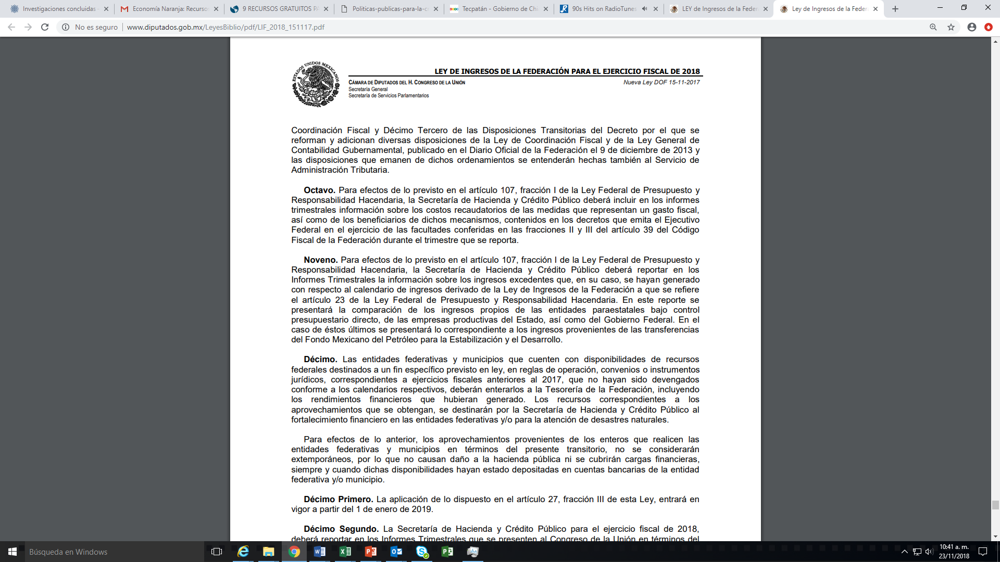 Investigaciones concluidas
Economía Naranja: Recurso
9 RECURSOS GRATUITOS P
Politicas-publicas-para-la-c
Tecpatán - Gobierno de Chi
90s Hits on RadioTunes
LEY de Ingresos de la Feder
Ley de Ingresos de la Feder
No es seguro
www.diputados.gob.mx/LeyesBiblio/pdf/LIF_2018_151117.pdf
ESTADOS UNIDOS MEXICANOS
LEY DE INGRESOS DE LA FEDERACIÓN PARA EL EJERCICIO FISCAL DE 2018
CÁMARA DE DIPUTADOS DEL H. CONGRESO DE LA UNIÓN
Nueva Ley DOF 15-11-2017
Secretaría General
Secretaría de Servicios Parlamentarios
Coordinación Fiscal y Décimo Tercero de las Disposiciones Transitorias del Decreto por el que se
reforman y adicionan diversas disposiciones de la Ley de Coordinación Fiscal y de la Ley General de
Contabilidad Gubernamental, publicado en el Diario Oficial de la Federación el 9 de diciembre de 2013 y
las disposiciones que emanen de dichos ordenamientos se entenderán hechas también al Servicio de
Administración Tributaria.
Octavo. Para efectos de lo previsto en el artículo 107, fracción I de la Ley Federal de Presupuesto y
Responsabilidad Hacendaria, la Secretaría de Hacienda y Crédito Público deberá incluir en los informes
trimestrales información sobre los costos recaudatorios de las medidas que representan un gasto fiscal,
así como de los beneficiarios de dichos mecanismos, contenidos en los decretos que emita el Ejecutivo
Federal en el ejercicio de las facultades conferidas en las fracciones II y III del artículo 39 del Código
Fiscal de la Federación durante el trimestre que se reporta.
Noveno. Para efectos de lo previsto en el artículo 107, fracción I de la Ley Federal de Presupuesto y
Responsabilidad Hacendaria, la Secretaría de Hacienda y Crédito Público deberá reportar en los
Informes Trimestrales la información sobre los ingresos excedentes que, en su caso, se hayan generado
con respecto al calendario de ingresos derivado de la Ley de Ingresos de la Federación a que se refiere
el artículo 23 de la Ley Federal de Presupuesto y Responsabilidad Hacendaria. En este reporte se
presentará la comparación de los ingresos propios de las entidades paraestatales bajo control
presupuestario directo, de las empresas productivas del Estado, así como del Gobierno Federal. En el
caso de éstos últimos se presentará lo correspondiente a los ingresos provenientes de las transferencias
del Fondo Mexicano del Petróleo para la Estabilización y el Desarrollo.
Décimo. Las entidades federativas y municipios que cuenten con disponibilidades de recursos
federales destinados a un fin específico previsto en ley, en reglas de operación, convenios o instrumentos
jurídicos, correspondientes a ejercicios fiscales anteriores al 2017, que no hayan sido devengados
conforme a los calendarios respectivos, deberán enterarlos a la Tesorería de la Federación, incluyendo
los rendimientos financieros que hubieran generado. Los recursos correspondientes a los
aprovechamientos que se obtengan, se destinarán por la Secretaría de Hacienda y Crédito Público al
fortalecimiento financiero en las entidades federativas y/o para la atención de desastres naturales.
Para efectos de lo anterior, los aprovechamientos provenientes de los enteros que realicen las
entidades federativas y municipios en términos del presente transitorio, no se considerarán
extemporáneos, por lo que no causan daño a la hacienda pública ni se cubrirán cargas financieras,
siempre y cuando dichas disponibilidades hayan estado depositadas en cuentas bancarias de la entidad
federativa y/o municipio.
Décimo Primero. La aplicación de lo dispuesto en el artículo 27, fracción III de esta Ley, entrará en
vigor a partir del 1 de enero de 2019.
Décimo Segundo. La Secretaría de Hacienda y Crédito Público para el ejercicio fiscal de 2018,
deberá reportar en los Informes Trimestrales que se presenten al Congreso de la Unión en términos del
Búsqueda en Windows
10:41 a. m.
23/11/2018